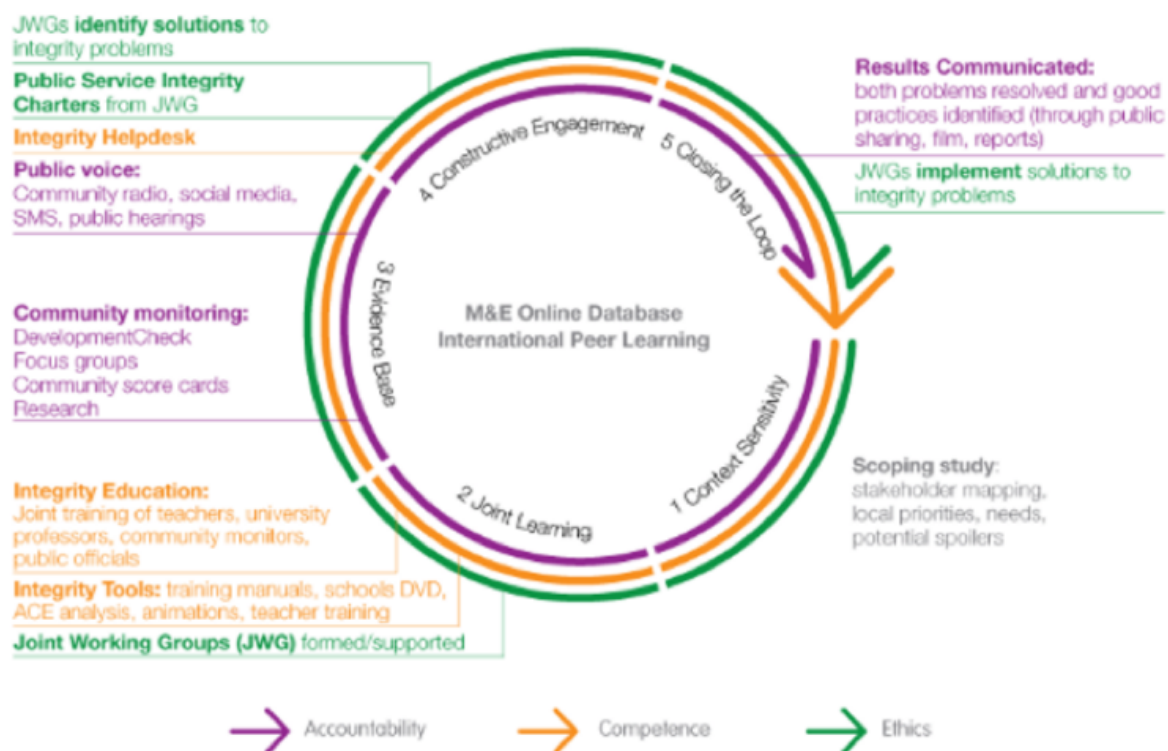 JWGs identify solutions to
integrity problems
Public Service Integrity
Charters from JWG
Integrity Helpdesk
Public voice:
Community radio, social media,
SMS, public hearings
Community monitoring:
DevelopmentCheck
Focus groups
Community score cards
Research
Integrity Education:
Joint training of teachers, university
professors, community monitors,
public officials
Integrity Tools: training manuals, schools DVD,
ACE analysis, animations, teacher training
Joint Working Groups (JWG) formed/supported
4 Constructive Engagement
5 Closing the Loop
3 Evidence Base
M&E Online Database
International Peer Learning
2 Joint Learning
1 Context Sensitivity
Results Communicated:
both problems resolved and good
practices identified (through public
sharing, film, reports)
JWGs implement solutions to
integrity problems
Scoping study:
stakeholder mapping,
local priorities, needs,
potential spoilers
Accountability
Competence
Ethics